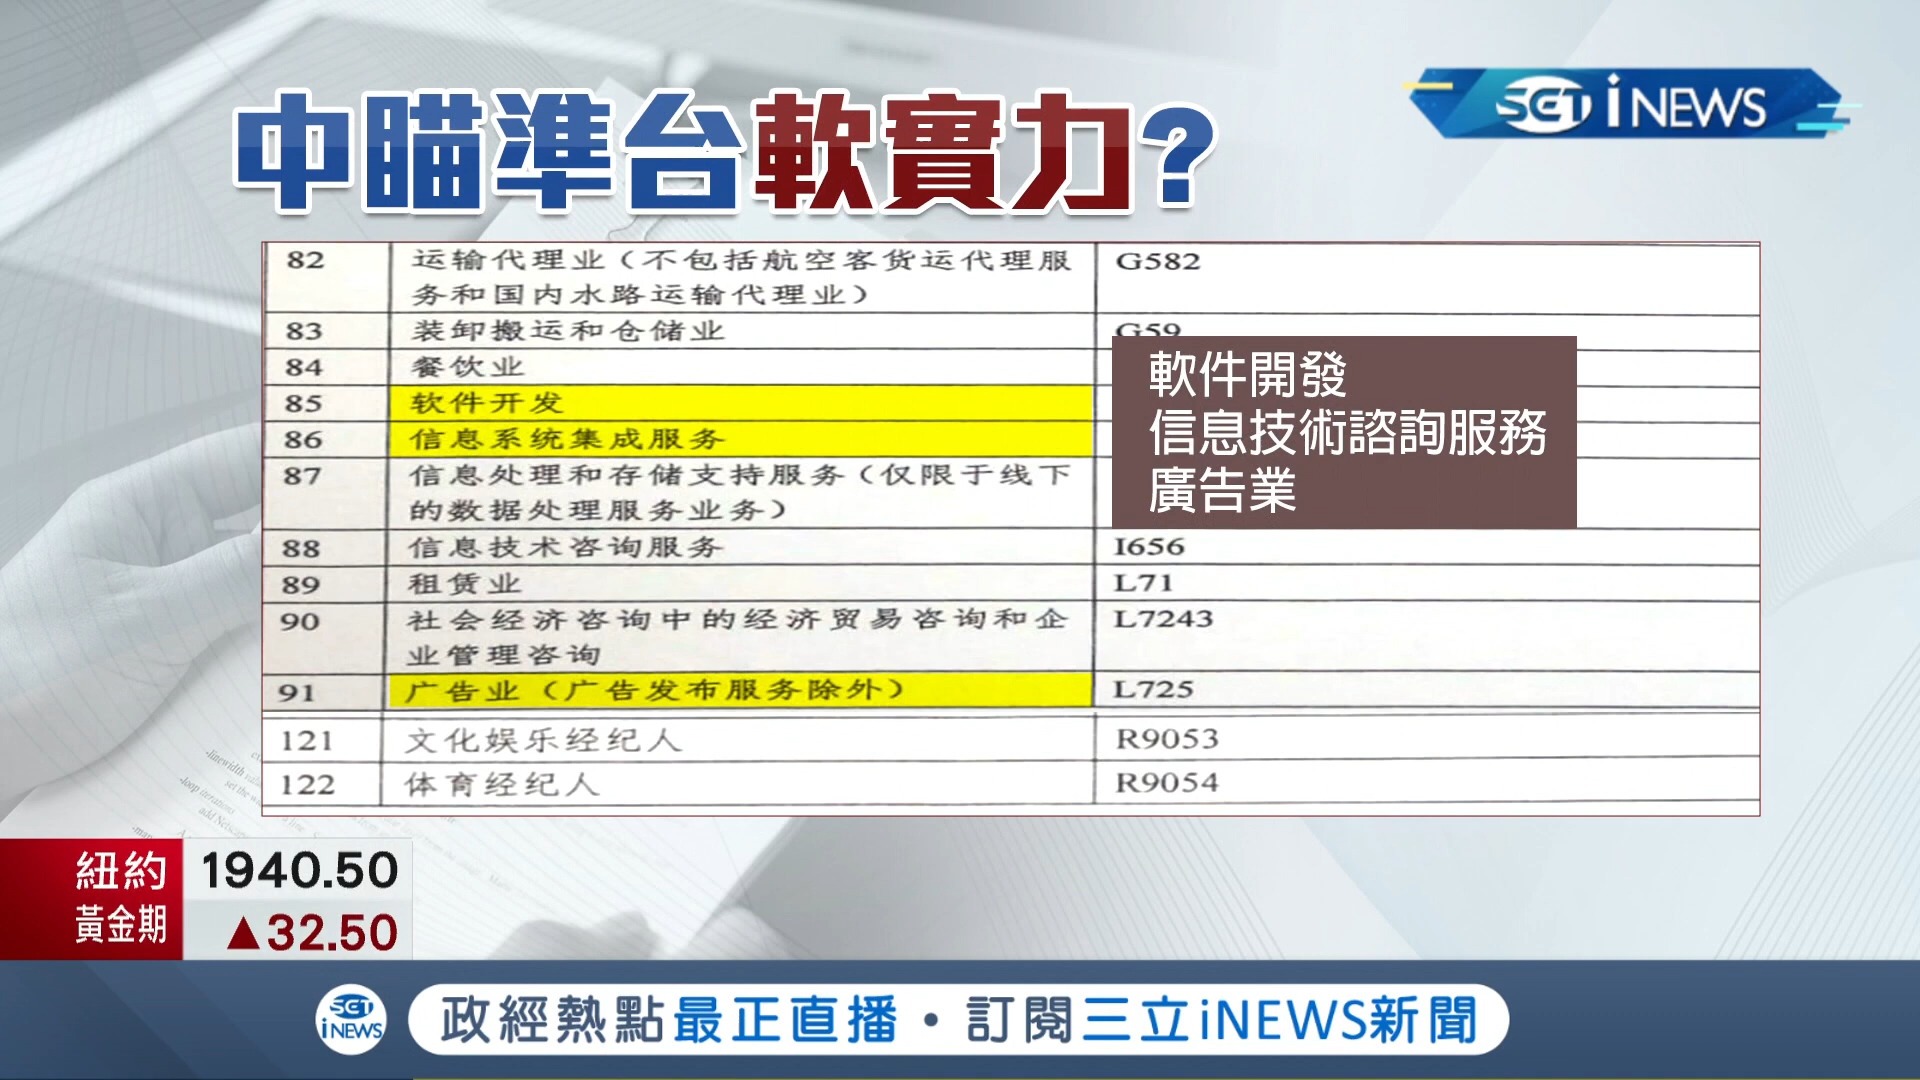 中瞄準台軟實力?
SET iNEWS
82 运输代理业（不包括航空客货运代理服 G582
务和国内水路运输代理业）
83 装卸搬运和仓储业 G59
84 餐饮业
85 软件开发
86 信息系统集成服务
87 信息处理和存储支持服务（仅限于线下
的数据处理服务业务）
軟件開發
信息技術諮詢服務
廣告業
88 信息技术咨询服务 I656
89 租赁业 L71
90 社会经济咨询中的经济贸易咨询和企 L7243
业管理咨询
91 广告业（广告发布服务除外） L725
121 文化娱乐经纪人 R9053
122 体育经纪人 R9054
-linewidth
-loop iterations
紐約 1940.50
黃金期 ▲32.50
SET iNEWS
政經熱點最正直播・訂閱三立iNEWS新聞